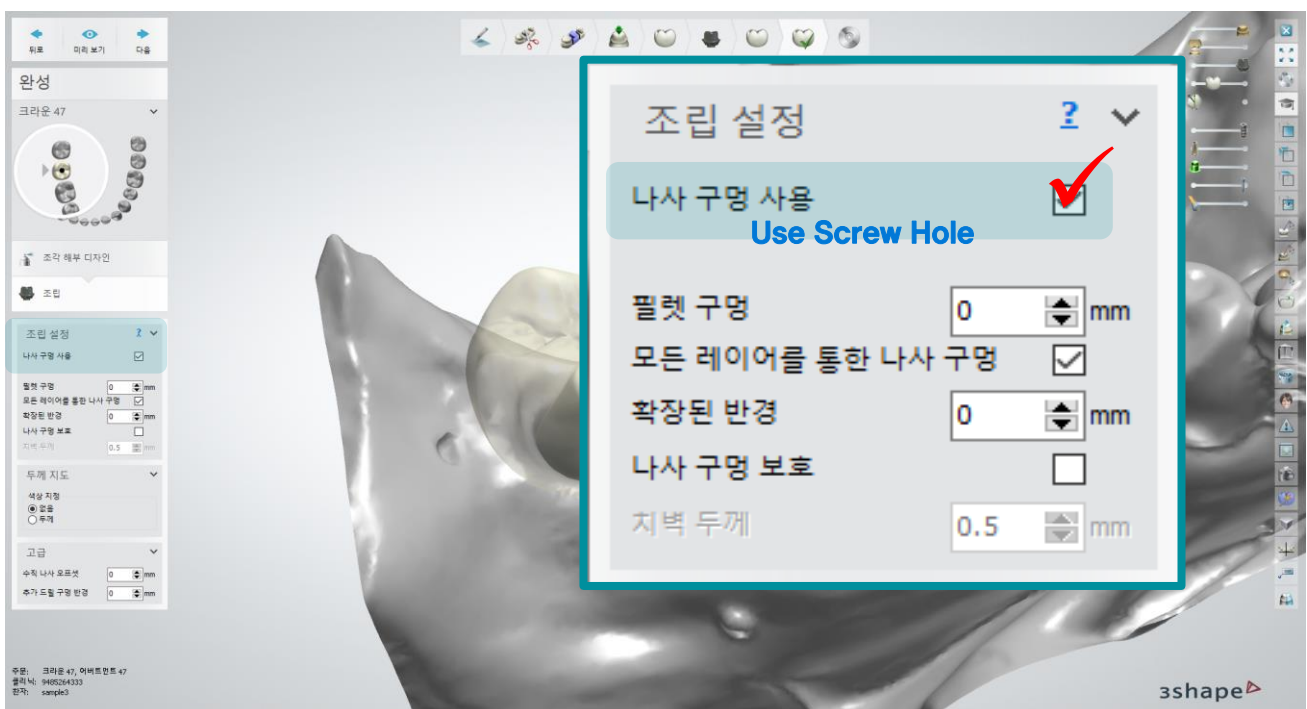 뒤로 미리 보기 다음
완성
크라운 47
조각 해부 디자인
조립
조립 설정 ?
나사 구멍 사용
필렛 구멍 0 mm
모든 레이어를 통한 나사 구멍
확장된 반경 0 mm
나사 구멍 보호
치벽 두께 0.5 mm
두께 지도
색상 지정
없음
두께
고급
수직 나사 오프셋 0 mm
추가 드릴 구멍 반경 0 mm
주문: 크라운 47, 어버트먼트 47
클리닉: 9485264333
환자: sample3
조립 설정 ?
나사 구멍 사용
Use Screw Hole
필렛 구멍 0 mm
모든 레이어를 통한 나사 구멍
확장된 반경 0 mm
나사 구멍 보호
치벽 두께 0.5 mm
3shape